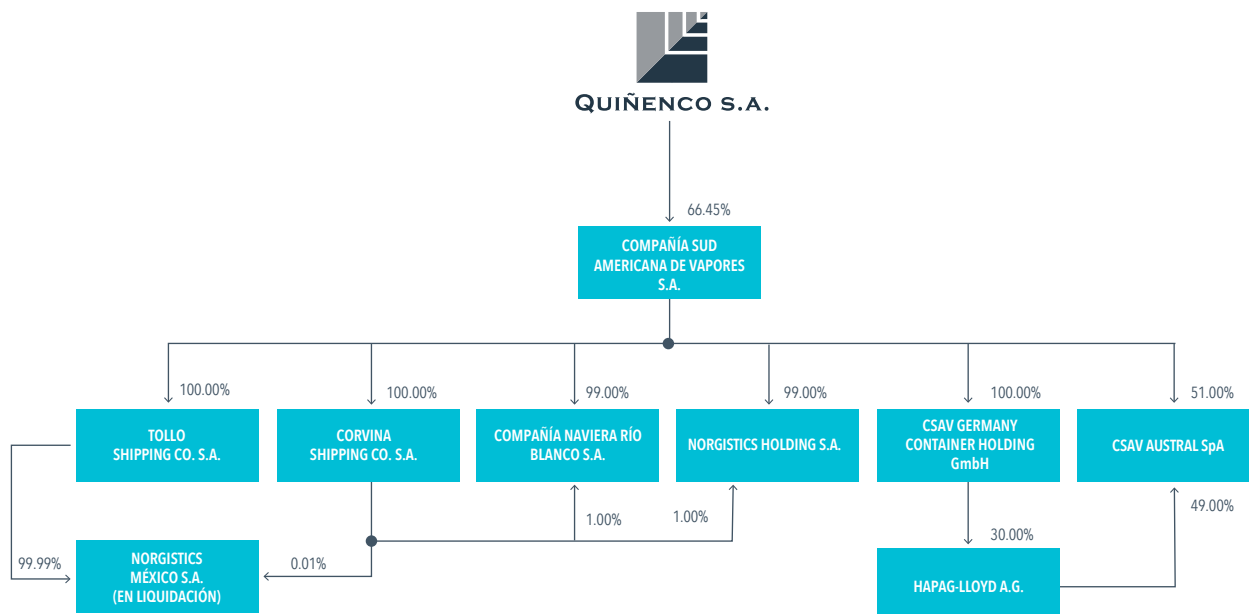 QUIÑENCO S.A.
66.45%
COMPAÑÍA SUD
AMERICANA DE VAPORES
S.A.
100.00%
100.00%
99.00%
99.00%
100.00%
51.00%
TOLLO
SHIPPING CO. S.A.
CORVINA
SHIPPING CO. S.A.
COMPAÑÍA NAVIERA RÍO
BLANCO S.A.
NORGISTICS HOLDING S.A.
CSAV GERMANY
CONTAINER HOLDING
GmbH
CSAV AUSTRAL SpA
1.00%
1.00%
30.00%
49.00%
99.99%
NORGISTICS
MÉXICO S.A.
(EN LIQUIDACIÓN)
0.01%
HAPAG-LLOYD A.G.